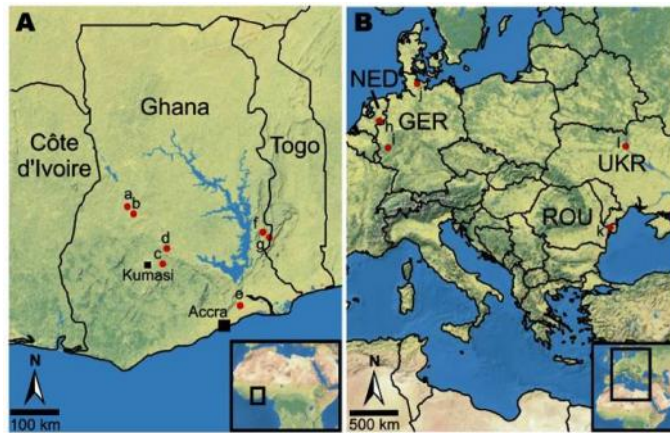 A
Ghana
Côte
d'Ivoire
Togo
a
b
f
g
d
c
Kumasi
e
Accra
N
100 km
B
NED
GER
h
UKR
ROU
k
N
500 km